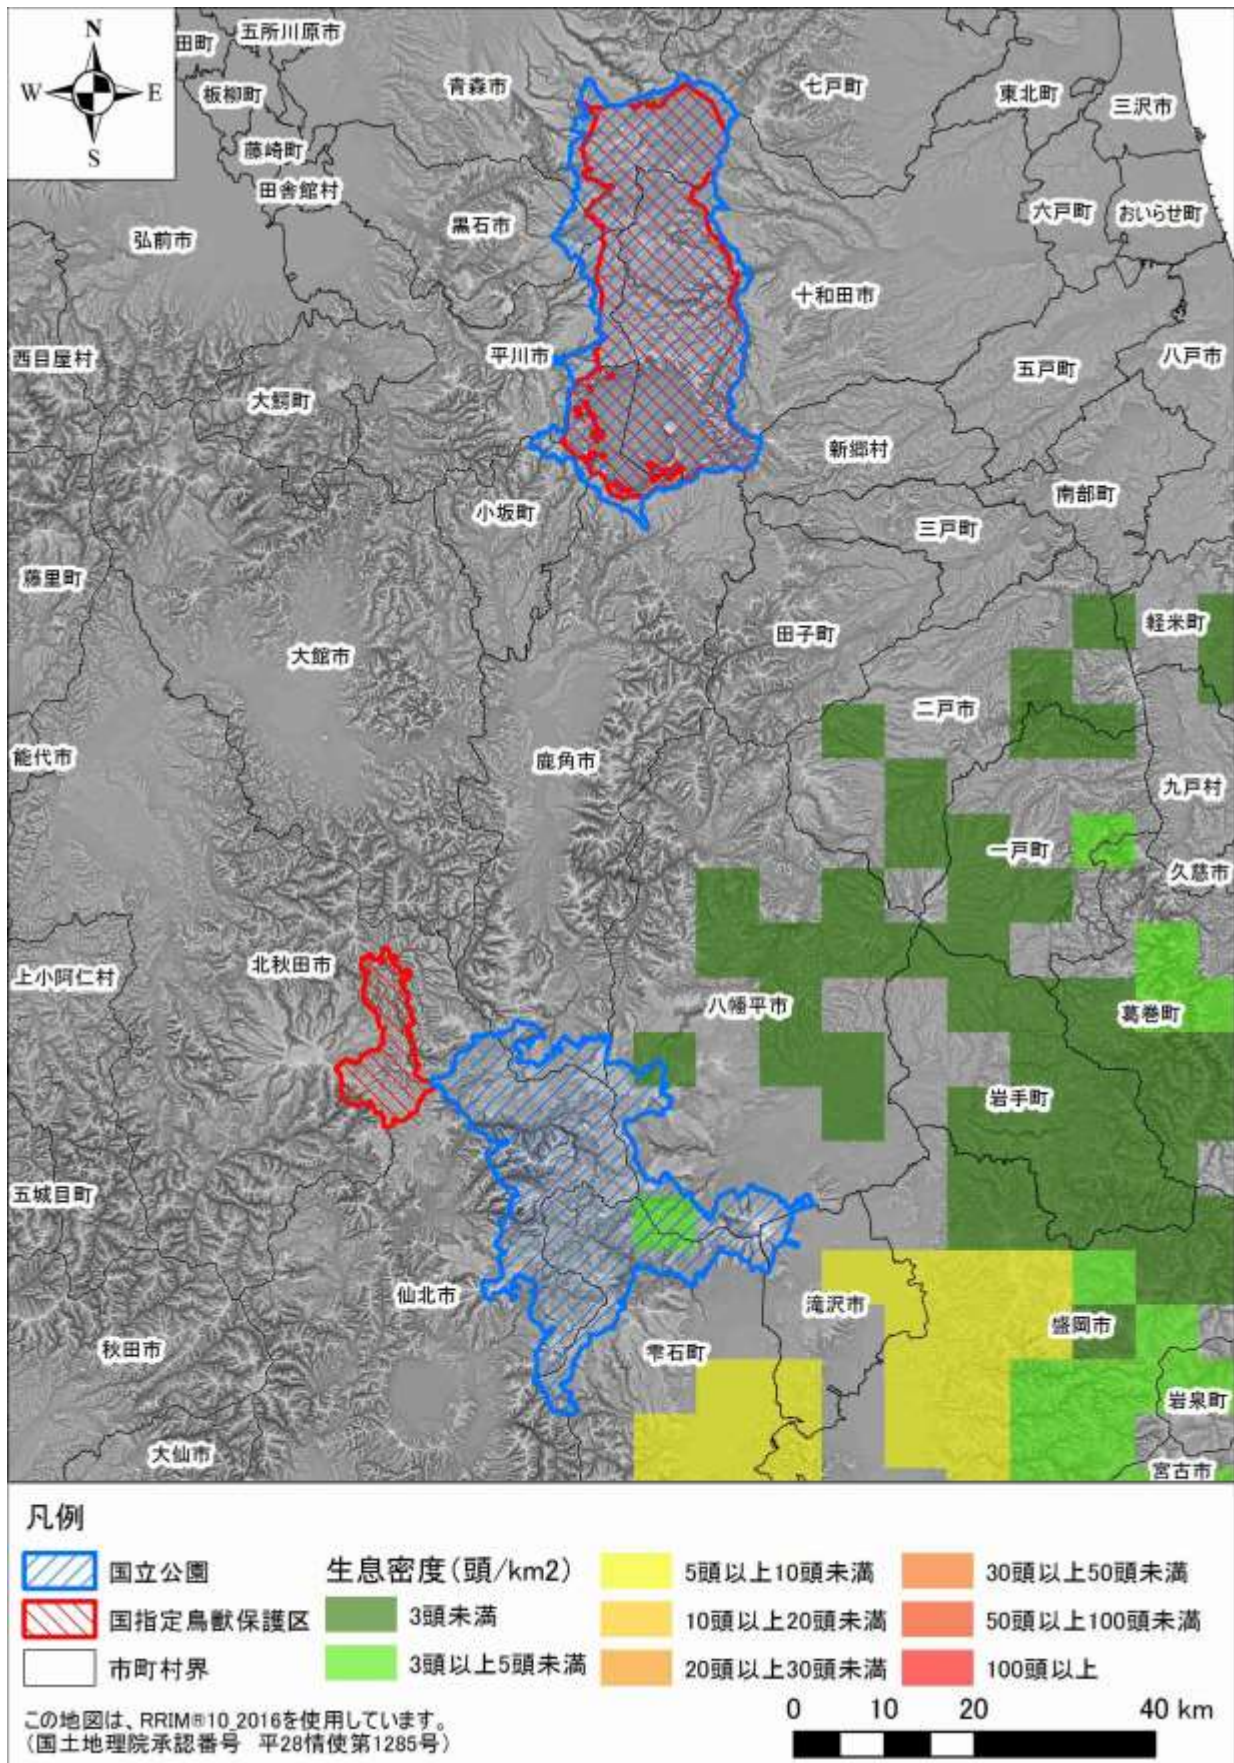 N
W E
S
五所川原市
田町
板柳町
青森市
七戸町
東北町
三沢市
藤崎町
田舎館村
弘前市
黒石市
六戸町
おいらせ町
十和田市
西目屋村
平川市
五戸町
八戸市
大鰐町
新郷村
南部町
小坂町
三戸町
藤里町
田子町
軽米町
大館市
二戸市
能代市
鹿角市
九戸村
一戸町
久慈市
北秋田市
上小阿仁村
八幡平市
葛巻町
岩手町
五城目町
仙北市
滝沢市
盛岡市
秋田市
雫石町
岩泉町
大仙市
宮古市
凡例
国立公園
国指定鳥獣保護区
市町村界
生息密度(頭/km2)
3頭未満
3頭以上5頭未満
5頭以上10頭未満
10頭以上20頭未満
20頭以上30頭未満
30頭以上50頭未満
50頭以上100頭未満
100頭以上
この地図は、RRIM®10_2016を使用しています。
(国土地理院承認番号 平28情使第1285号)
0 10 20 40 km